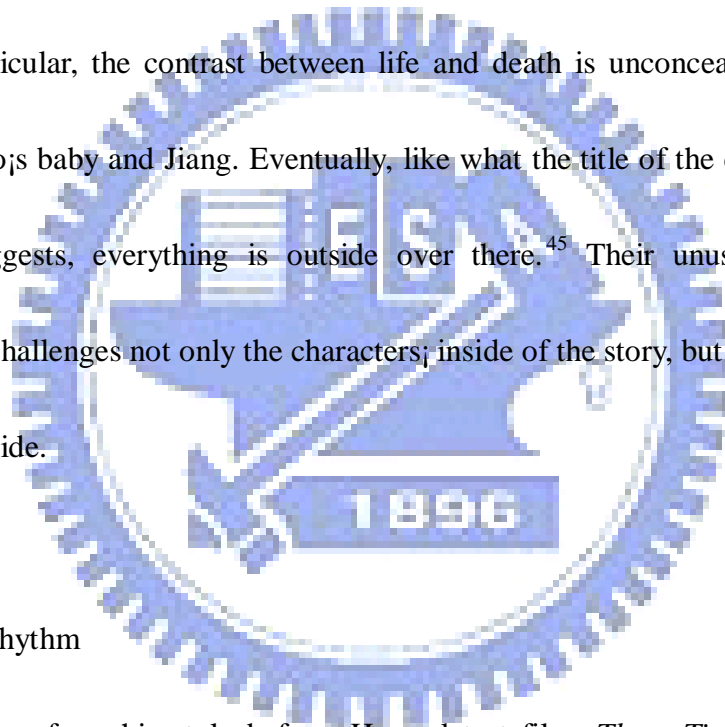 icular, the contrast between life and death is unconcea
o¡s baby and Jiang. Eventually, like what the title of the
ggests, everything is outside over there.45 Their unus
hallenges not only the characters¡ inside of the story, but
ide.
ESA
1896
hythm